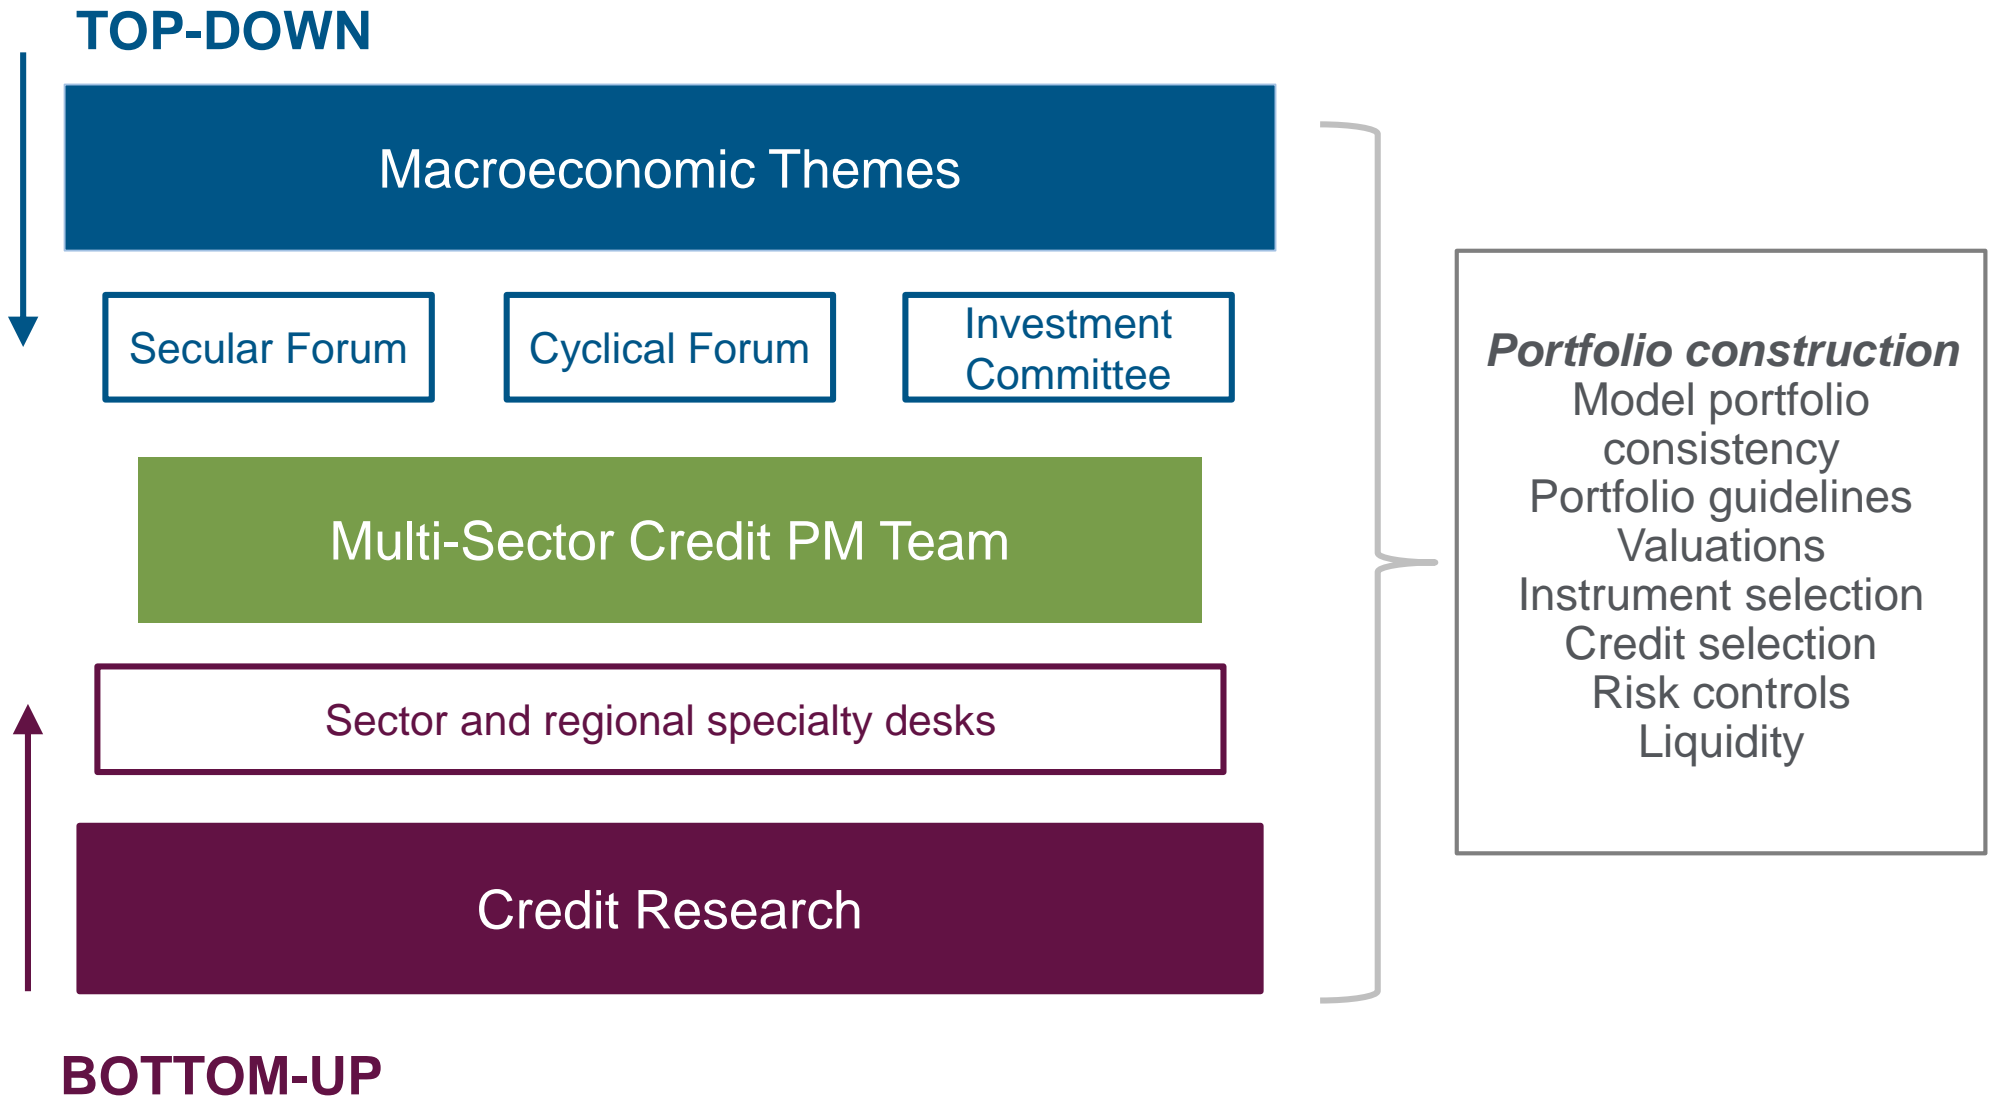 TOP-DOWN
Macroeconomic Themes
Secular Forum
Cyclical Forum
Investment
Committee
Multi-Sector Credit PM Team
Sector and regional specialty desks
Credit Research
BOTTOM-UP
Portfolio construction
Model portfolio
consistency
Portfolio guidelines
Valuations
Instrument selection
Credit selection
Risk controls
Liquidity